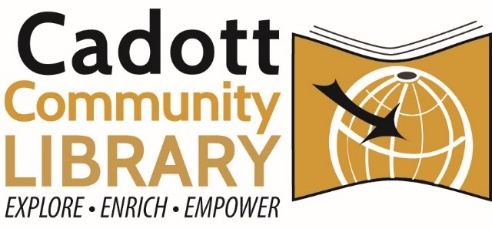 Cadott
Community
LIBRARY
EXPLORE • ENRICH • EMPOWER